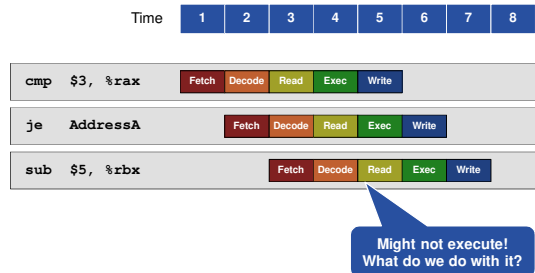 Time 1 2 3 4 5 6 7 8
cmp $3, %rax Fetch Decode Read Exec Write
je AddressA Fetch Decode Read Exec Write
sub $5, %rbx Fetch Decode Read Exec Write
Might not execute!
What do we do with it?